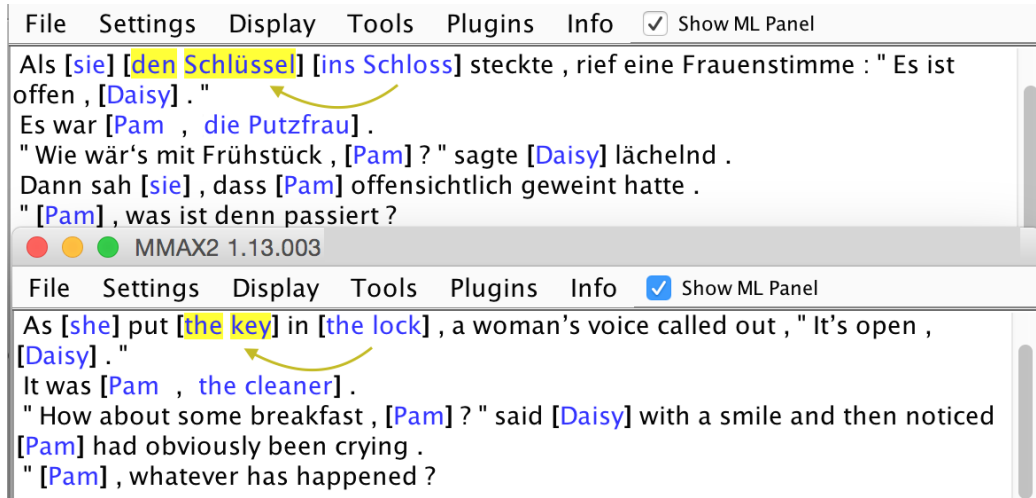 File Settings Display Tools Plugins Info Show ML Panel
Als [sie] [den Schlüssel] [ins Schloss] steckte , rief eine Frauenstimme : " Es ist
offen , [Daisy] . "
Es war [Pam , die Putzfrau] .
" Wie wär‘s mit Frühstück , [Pam] ? " sagte [Daisy] lächelnd .
Dann sah [sie] , dass [Pam] offensichtlich geweint hatte .
" [Pam] , was ist denn passiert ?
MMAX2 1.13.003
File Settings Display Tools Plugins Info Show ML Panel
As [she] put [the key] in [the lock] , a woman’s voice called out , " It’s open ,
[Daisy] . "
It was [Pam , the cleaner] .
" How about some breakfast , [Pam] ? " said [Daisy] with a smile and then noticed
[Pam] had obviously been crying .
" [Pam] , whatever has happened ?